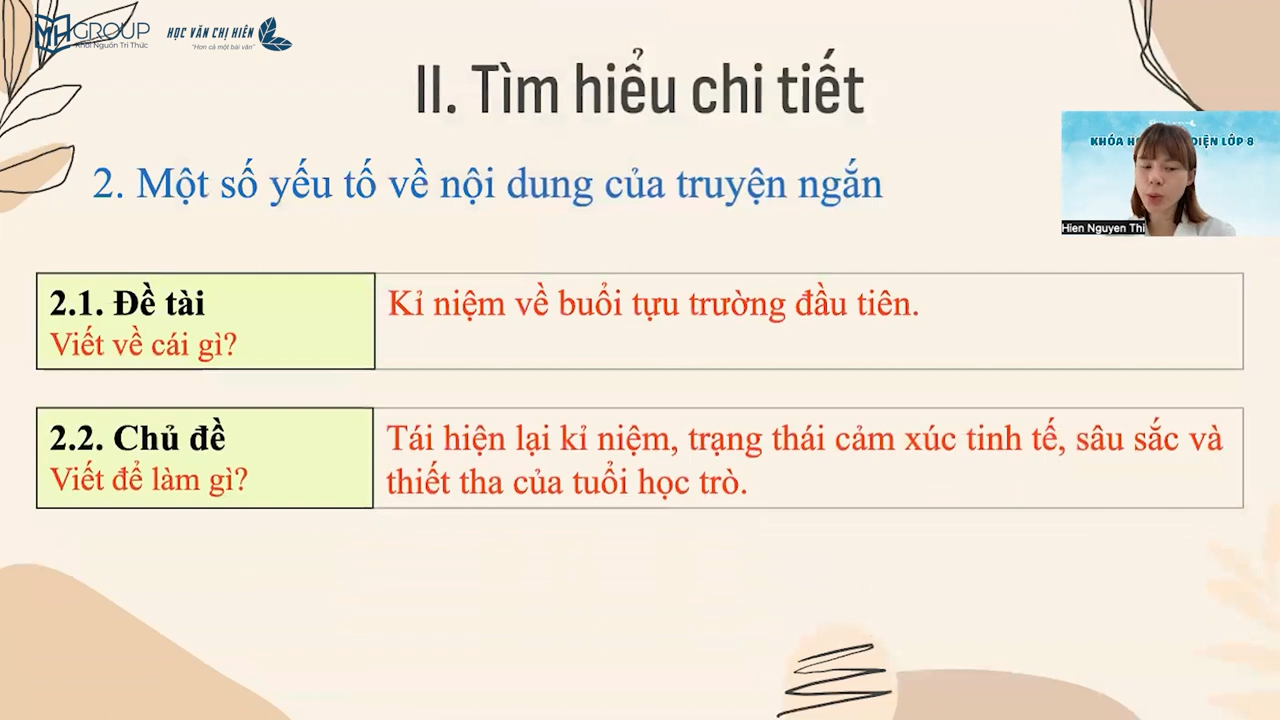 MH GROUP
Khơi Nguồn Tri Thức
HỌC VĂN CHỊ HIÊN
"Hơn cả một bài văn"
II. Tìm hiểu chi tiết
2. Một số yếu tố về nội dung của truyện ngắn
KHÓA H
DIỆN LỚP 8
Hien Nguyen Thi
2.1. Đề tài
Viết về cái gì?
Kỉ niệm về buổi tựu trường đầu tiên.
2.2. Chủ đề
Viết để làm gì?
Tái hiện lại kỉ niệm, trạng thái cảm xúc tinh tế, sâu sắc và
thiết tha của tuổi học trò.